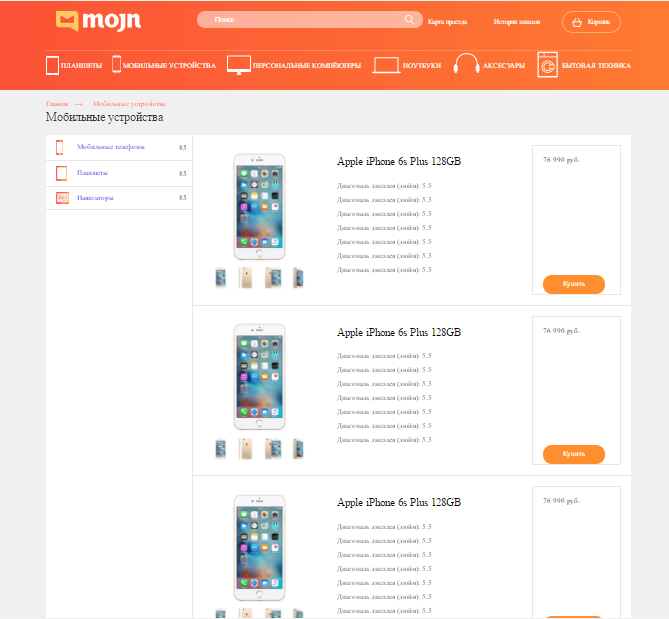 mojn
Поиск
Карта проезда
История заказов
Корзина
ПЛАНШЕТЫ
МОБИЛЬНЫЕ УСТРОЙСТВА
ПЕРСОНАЛЬНЫЕ КОМПЬЮТЕРЫ
НОУТБУКИ
АКСЕСУАРЫ
БЫТОВАЯ ТЕХНИКА
Главная → Мобильные устройства
Мобильные устройства
Мобильные телефоны 85
Планшеты 85
Навигаторы 85
Apple iPhone 6s Plus 128GB
76 990 руб.
Диагональ дисплея (дюйм): 5.5
Диагональ дисплея (дюйм): 5.5
Диагональ дисплея (дюйм): 5.5
Диагональ дисплея (дюйм): 5.5
Диагональ дисплея (дюйм): 5.5
Диагональ дисплея (дюйм): 5.5
Диагональ дисплея (дюйм): 5.5
Купить
Apple iPhone 6s Plus 128GB
76 990 руб.
Диагональ дисплея (дюйм): 5.5
Диагональ дисплея (дюйм): 5.5
Диагональ дисплея (дюйм): 5.5
Диагональ дисплея (дюйм): 5.5
Диагональ дисплея (дюйм): 5.5
Диагональ дисплея (дюйм): 5.5
Диагональ дисплея (дюйм): 5.5
Купить
Apple iPhone 6s Plus 128GB
76 990 руб.
Диагональ дисплея (дюйм): 5.5
Диагональ дисплея (дюйм): 5.5
Диагональ дисплея (дюйм): 5.5
Диагональ дисплея (дюйм): 5.5
Диагональ дисплея (дюйм): 5.5
Диагональ дисплея (дюйм): 5.5
Диагональ дисплея (дюйм): 5.5